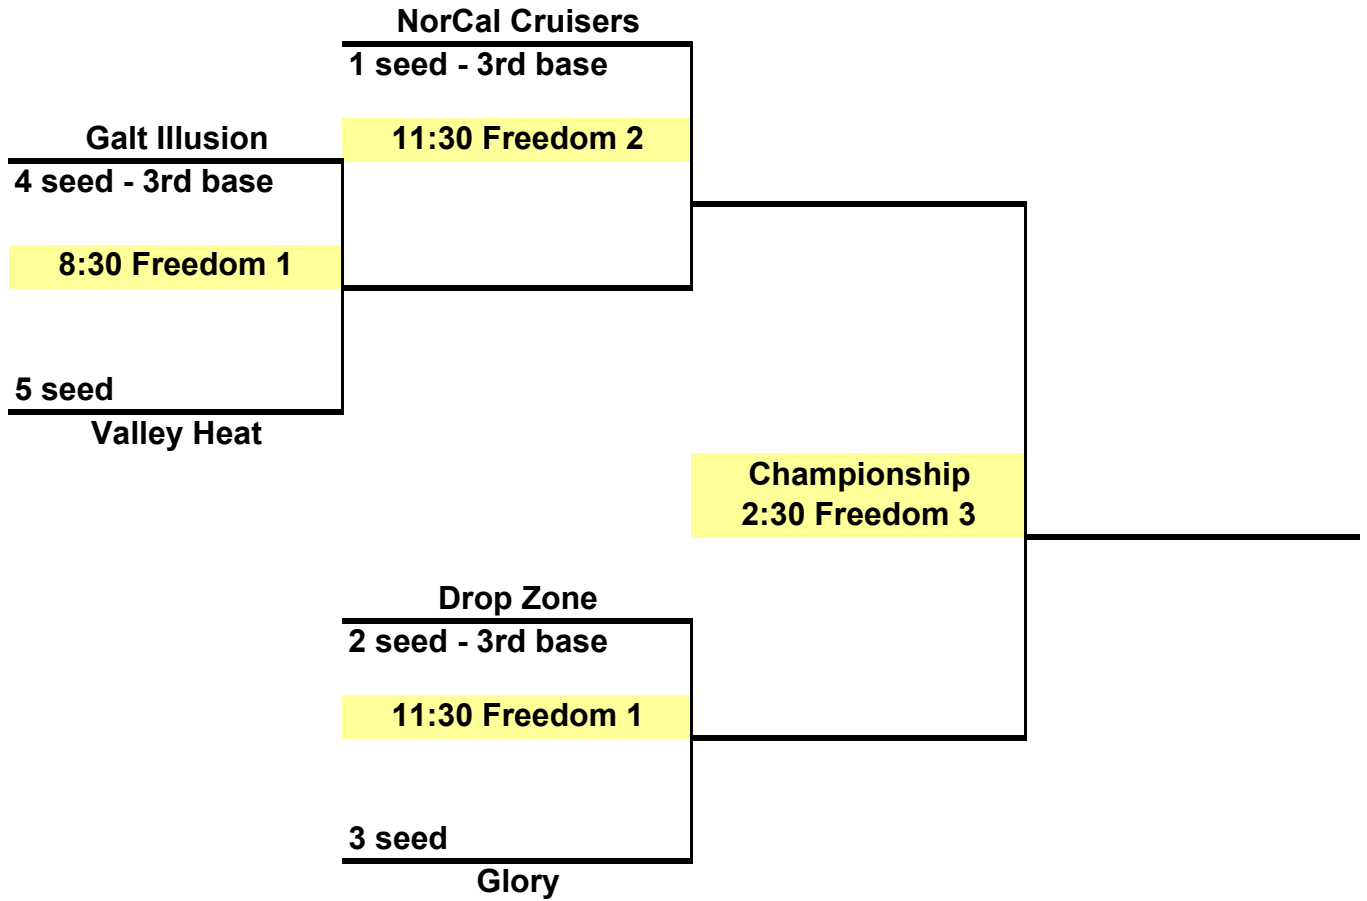 NorCal Cruisers
1 seed - 3rd base
11:30 Freedom 2
Galt Illusion
4 seed - 3rd base
8:30 Freedom 1
5 seed
Valley Heat
Championship
2:30 Freedom 3
Drop Zone
2 seed - 3rd base
11:30 Freedom 1
3 seed
Glory